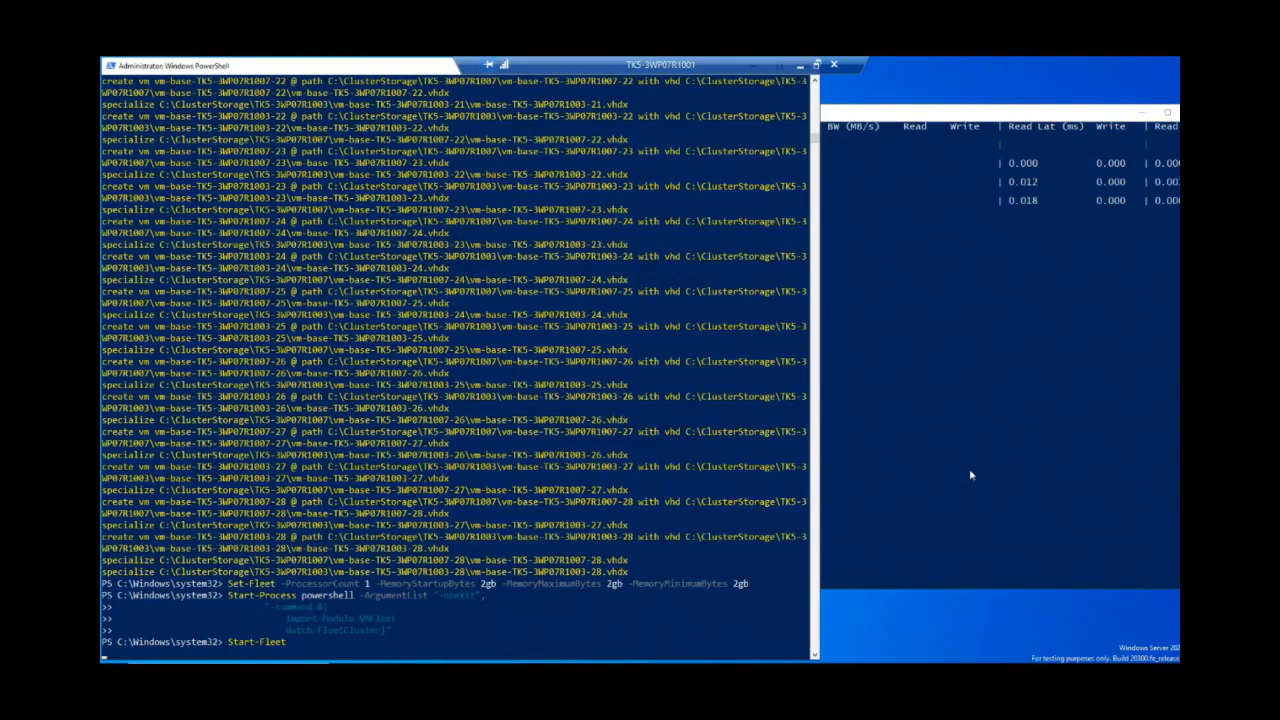 Administrator: Windows PowerShell
TK5-3WP07R1001
create vm vm-base-TK5-3WP07R1007-22 @ path C:\ClusterStorage\TK5-3WP07R1007\vm-base-TK5-3WP07R1007-22 with vhd C:\ClusterStorage\TK5-3
WP07R1007\vm-base-TK5-3WP07R1007-22\vm-base-TK5-3WP07R1007-22.vhdx
specialize C:\ClusterStorage\TK5-3WP07R1003\vm-base-TK5-3WP07R1003-21\vm-base-TK5-3WP07R1003-21.vhdx
create vm vm-base-TK5-3WP07R1003-22 @ path C:\ClusterStorage\TK5-3WP07R1003\vm-base-TK5-3WP07R1003-22 with vhd C:\ClusterStorage\TK5-3
WP07R1003\vm-base-TK5-3WP07R1003-22\vm-base-TK5-3WP07R1003-22.vhdx
specialize C:\ClusterStorage\TK5-3WP07R1007\vm-base-TK5-3WP07R1007-22\vm-base-TK5-3WP07R1007-22.vhdx
create vm vm-base-TK5-3WP07R1007-23 @ path C:\ClusterStorage\TK5-3WP07R1007\vm-base-TK5-3WP07R1007-23 with vhd C:\ClusterStorage\TK5-3
WP07R1007\vm-base-TK5-3WP07R1007-23\vm-base-TK5-3WP07R1007-23.vhdx
specialize C:\ClusterStorage\TK5-3WP07R1003\vm-base-TK5-3WP07R1003-22\vm-base-TK5-3WP07R1003-22.vhdx
create vm vm-base-TK5-3WP07R1003-23 @ path C:\ClusterStorage\TK5-3WP07R1003\vm-base-TK5-3WP07R1003-23 with vhd C:\ClusterStorage\TK5-3
WP07R1003\vm-base-TK5-3WP07R1003-23\vm-base-TK5-3WP07R1003-23.vhdx
specialize C:\ClusterStorage\TK5-3WP07R1007\vm-base-TK5-3WP07R1007-23\vm-base-TK5-3WP07R1007-23.vhdx
create vm vm-base-TK5-3WP07R1007-24 @ path C:\ClusterStorage\TK5-3WP07R1007\vm-base-TK5-3WP07R1007-24 with vhd C:\ClusterStorage\TK5-3
WP07R1007\vm-base-TK5-3WP07R1007-24\vm-base-TK5-3WP07R1007-24.vhdx
specialize C:\ClusterStorage\TK5-3WP07R1003\vm-base-TK5-3WP07R1003-23\vm-base-TK5-3WP07R1003-23.vhdx
create vm vm-base-TK5-3WP07R1003-24 @ path C:\ClusterStorage\TK5-3WP07R1003\vm-base-TK5-3WP07R1003-24 with vhd C:\ClusterStorage\TK5-3
WP07R1003\vm-base-TK5-3WP07R1003-24\vm-base-TK5-3WP07R1003-24.vhdx
specialize C:\ClusterStorage\TK5-3WP07R1007\vm-base-TK5-3WP07R1007-24\vm-base-TK5-3WP07R1007-24.vhdx
create vm vm-base-TK5-3WP07R1007-25 @ path C:\ClusterStorage\TK5-3WP07R1007\vm-base-TK5-3WP07R1007-25 with vhd C:\ClusterStorage\TK5-3
WP07R1007\vm-base-TK5-3WP07R1007-25\vm-base-TK5-3WP07R1007-25.vhdx
specialize C:\ClusterStorage\TK5-3WP07R1003\vm-base-TK5-3WP07R1003-24\vm-base-TK5-3WP07R1003-24.vhdx
create vm vm-base-TK5-3WP07R1003-25 @ path C:\ClusterStorage\TK5-3WP07R1003\vm-base-TK5-3WP07R1003-25 with vhd C:\ClusterStorage\TK5-3
WP07R1003\vm-base-TK5-3WP07R1003-25\vm-base-TK5-3WP07R1003-25.vhdx
specialize C:\ClusterStorage\TK5-3WP07R1007\vm-base-TK5-3WP07R1007-25\vm-base-TK5-3WP07R1007-25.vhdx
create vm vm-base-TK5-3WP07R1007-26 @ path C:\ClusterStorage\TK5-3WP07R1007\vm-base-TK5-3WP07R1007-26 with vhd C:\ClusterStorage\TK5-3
WP07R1007\vm-base-TK5-3WP07R1007-26\vm-base-TK5-3WP07R1007-26.vhdx
specialize C:\ClusterStorage\TK5-3WP07R1003\vm-base-TK5-3WP07R1003-25\vm-base-TK5-3WP07R1003-25.vhdx
create vm vm-base-TK5-3WP07R1003-26 @ path C:\ClusterStorage\TK5-3WP07R1003\vm-base-TK5-3WP07R1003-26 with vhd C:\ClusterStorage\TK5-3
WP07R1003\vm-base-TK5-3WP07R1003-26\vm-base-TK5-3WP07R1003-26.vhdx
specialize C:\ClusterStorage\TK5-3WP07R1007\vm-base-TK5-3WP07R1007-26\vm-base-TK5-3WP07R1007-26.vhdx
create vm vm-base-TK5-3WP07R1007-27 @ path C:\ClusterStorage\TK5-3WP07R1007\vm-base-TK5-3WP07R1007-27 with vhd C:\ClusterStorage\TK5-3
WP07R1007\vm-base-TK5-3WP07R1007-27\vm-base-TK5-3WP07R1007-27.vhdx
specialize C:\ClusterStorage\TK5-3WP07R1003\vm-base-TK5-3WP07R1003-26\vm-base-TK5-3WP07R1003-26.vhdx
create vm vm-base-TK5-3WP07R1003-27 @ path C:\ClusterStorage\TK5-3WP07R1003\vm-base-TK5-3WP07R1003-27 with vhd C:\ClusterStorage\TK5-3
WP07R1003\vm-base-TK5-3WP07R1003-27\vm-base-TK5-3WP07R1003-27.vhdx
specialize C:\ClusterStorage\TK5-3WP07R1007\vm-base-TK5-3WP07R1007-27\vm-base-TK5-3WP07R1007-27.vhdx
create vm vm-base-TK5-3WP07R1007-28 @ path C:\ClusterStorage\TK5-3WP07R1007\vm-base-TK5-3WP07R1007-28 with vhd C:\ClusterStorage\TK5-3
WP07R1007\vm-base-TK5-3WP07R1007-28\vm-base-TK5-3WP07R1007-28.vhdx
specialize C:\ClusterStorage\TK5-3WP07R1003\vm-base-TK5-3WP07R1003-27\vm-base-TK5-3WP07R1003-27.vhdx
create vm vm-base-TK5-3WP07R1003-28 @ path C:\ClusterStorage\TK5-3WP07R1003\vm-base-TK5-3WP07R1003-28 with vhd C:\ClusterStorage\TK5-3
WP07R1003\vm-base-TK5-3WP07R1003-28\vm-base-TK5-3WP07R1003-28.vhdx
specialize C:\ClusterStorage\TK5-3WP07R1007\vm-base-TK5-3WP07R1007-28\vm-base-TK5-3WP07R1007-28.vhdx
specialize C:\ClusterStorage\TK5-3WP07R1003\vm-base-TK5-3WP07R1003-28\vm-base-TK5-3WP07R1003-28.vhdx
PS C:\Windows\system32> Set-Fleet -ProcessorCount 1 -MemoryStartupBytes 2gb -MemoryMaximumBytes 2gb -MemoryMinimumBytes 2gb
PS C:\Windows\system32> Start-Process powershell -ArgumentList "-noexit",
>> "-command &{
>> Import-Module VMFleet
>> Watch-FleetCluster}"
PS C:\Windows\system32> Start-Fleet
BW (MB/s) Read Write | Read Lat (ms) Write | Read
|
| 0.000 0.000 | 0.00
| 0.012 0.000 | 0.00
| 0.018 0.000 | 0.00
Windows Server 202
For testing purposes only. Build 20300.fe_release